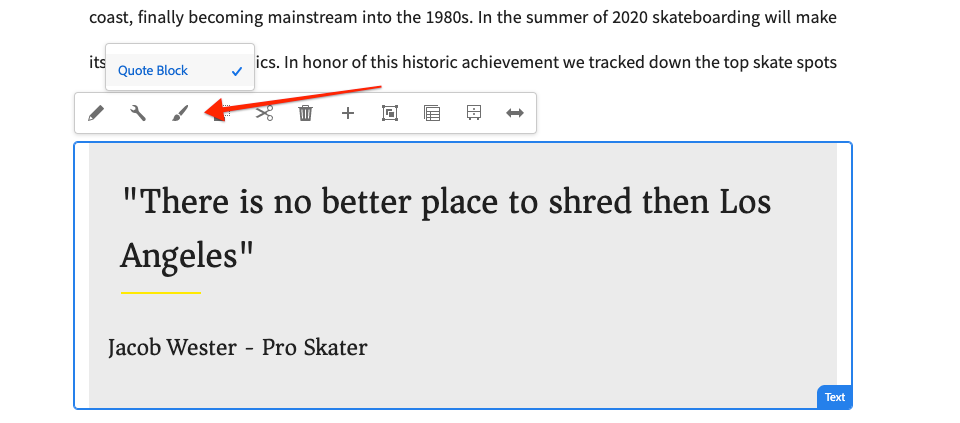 coast, finally becoming mainstream into the 1980s. In the summer of 2020 skateboarding will make
its
ics. In honor of this historic achievement we tracked down the top skate spots
Quote Block
"There is no better place to shred then Los
Angeles"
Jacob Wester - Pro Skater
Text